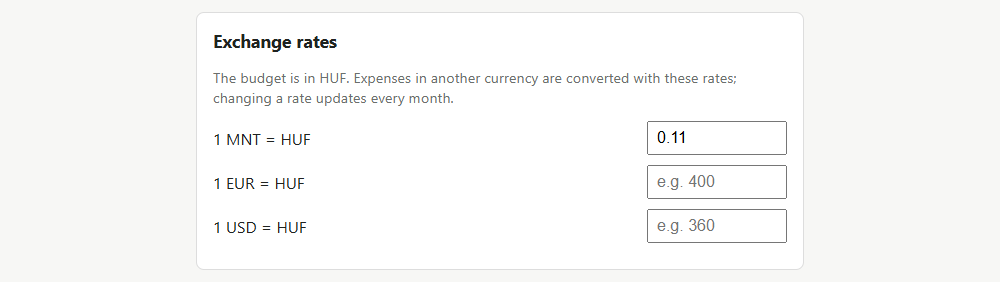 Exchange rates
The budget is in HUF. Expenses in another currency are converted with these rates;
changing a rate updates every month.
1 MNT = HUF 0.11
1 EUR = HUF e.g. 400
1 USD = HUF e.g. 360